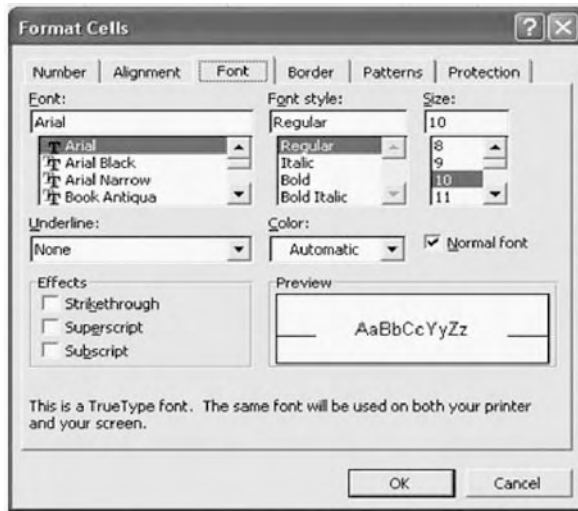 Format Cells
Number Alignment Font Border Patterns Protection
Font: Font style: Size:
Arial Regular 10
Arial Regular 8
Arial Black Italic 9
Arial Narrow Bold 10
Book Antiqua Bold Italic 11
Underline: Color:
None Automatic Normal font
Effects Preview
Strikethrough
Superscript AaBbCcYyZz
Subscript
This is a TrueType font. The same font will be used on both your printer
and your screen.
OK Cancel